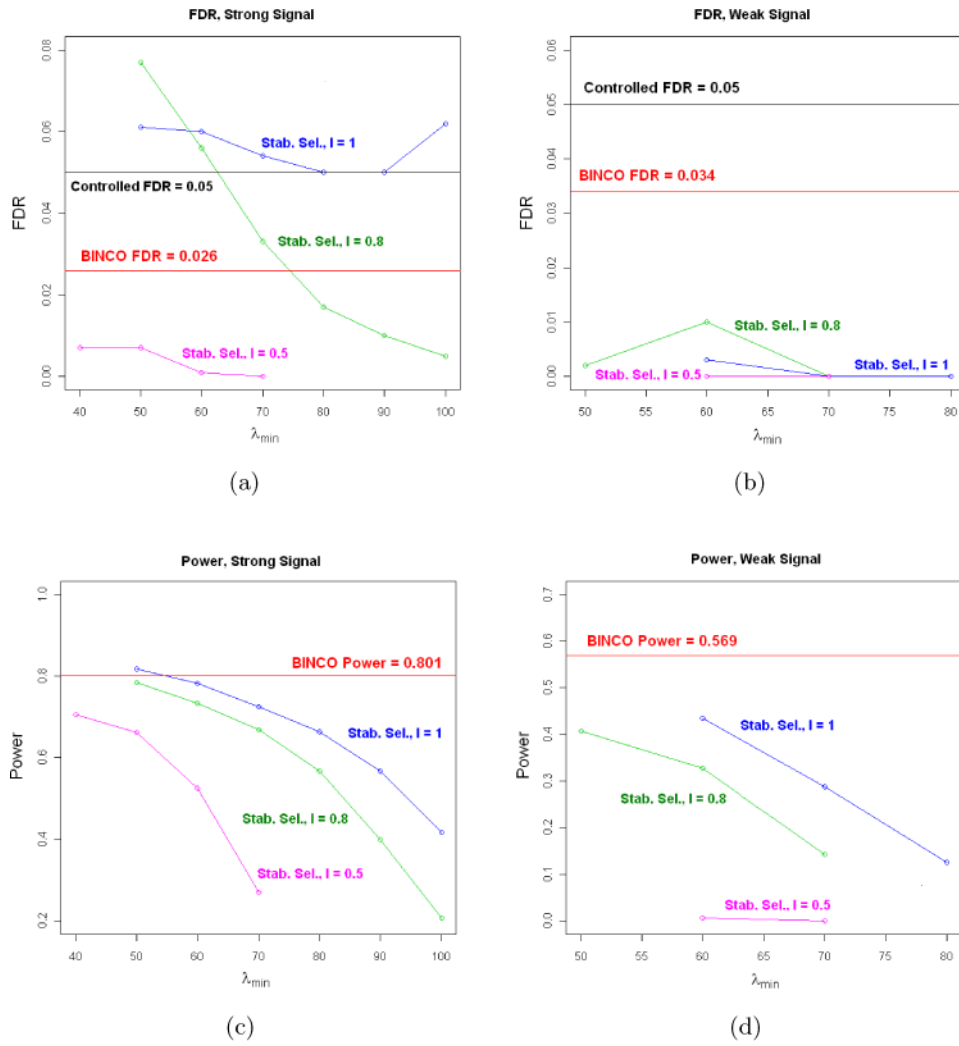 FDR, Strong Signal
FDR
0.08
0.06
0.04
0.02
0.00
Stab. Sel., l = 1
Controlled FDR = 0.05
Stab. Sel., l = 0.8
BINCO FDR = 0.026
Stab. Sel., l = 0.5
40 50 60 70 80 90 100
λmin
(a)
FDR, Weak Signal
FDR
0.06
0.05
0.04
0.03
0.02
0.01
0.00
Controlled FDR = 0.05
BINCO FDR = 0.034
Stab. Sel., l = 0.8
Stab. Sel., l = 0.5
Stab. Sel., l = 1
50 55 60 65 70 75 80
λmin
(b)
Power, Strong Signal
Power
1.0
0.8
0.6
0.4
0.2
BINCO Power = 0.801
Stab. Sel., l = 1
Stab. Sel., l = 0.8
Stab. Sel., l = 0.5
40 50 60 70 80 90 100
λmin
(c)
Power, Weak Signal
Power
0.7
0.6
0.5
0.4
0.3
0.2
0.1
0.0
BINCO Power = 0.569
Stab. Sel., l = 1
Stab. Sel., l = 0.8
Stab. Sel., l = 0.5
50 55 60 65 70 75 80
λmin
(d)